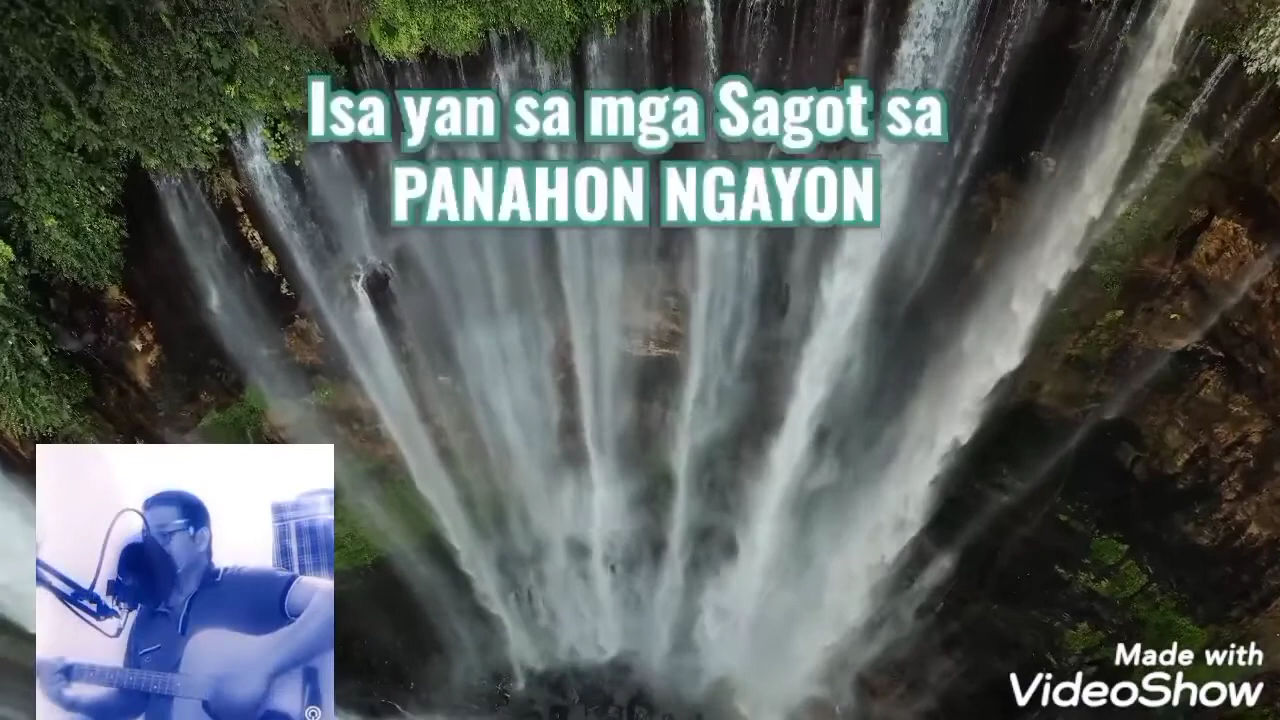 Isa yan sa mga Sagot sa
PANAHON NGAYON
Made with
VideoShow